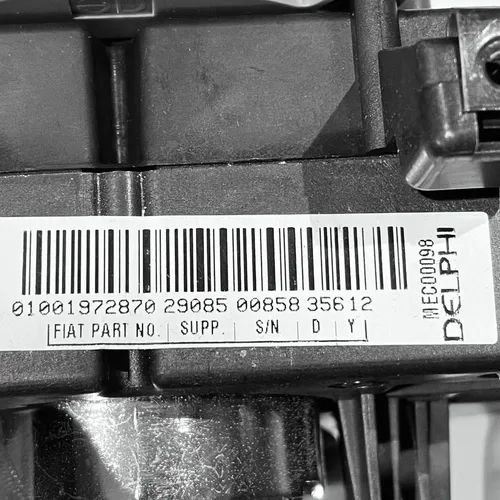 01001972870 29085 00858 35612
FIAT PART NO. SUPP. S/N D Y
MEC00098
DELPHI